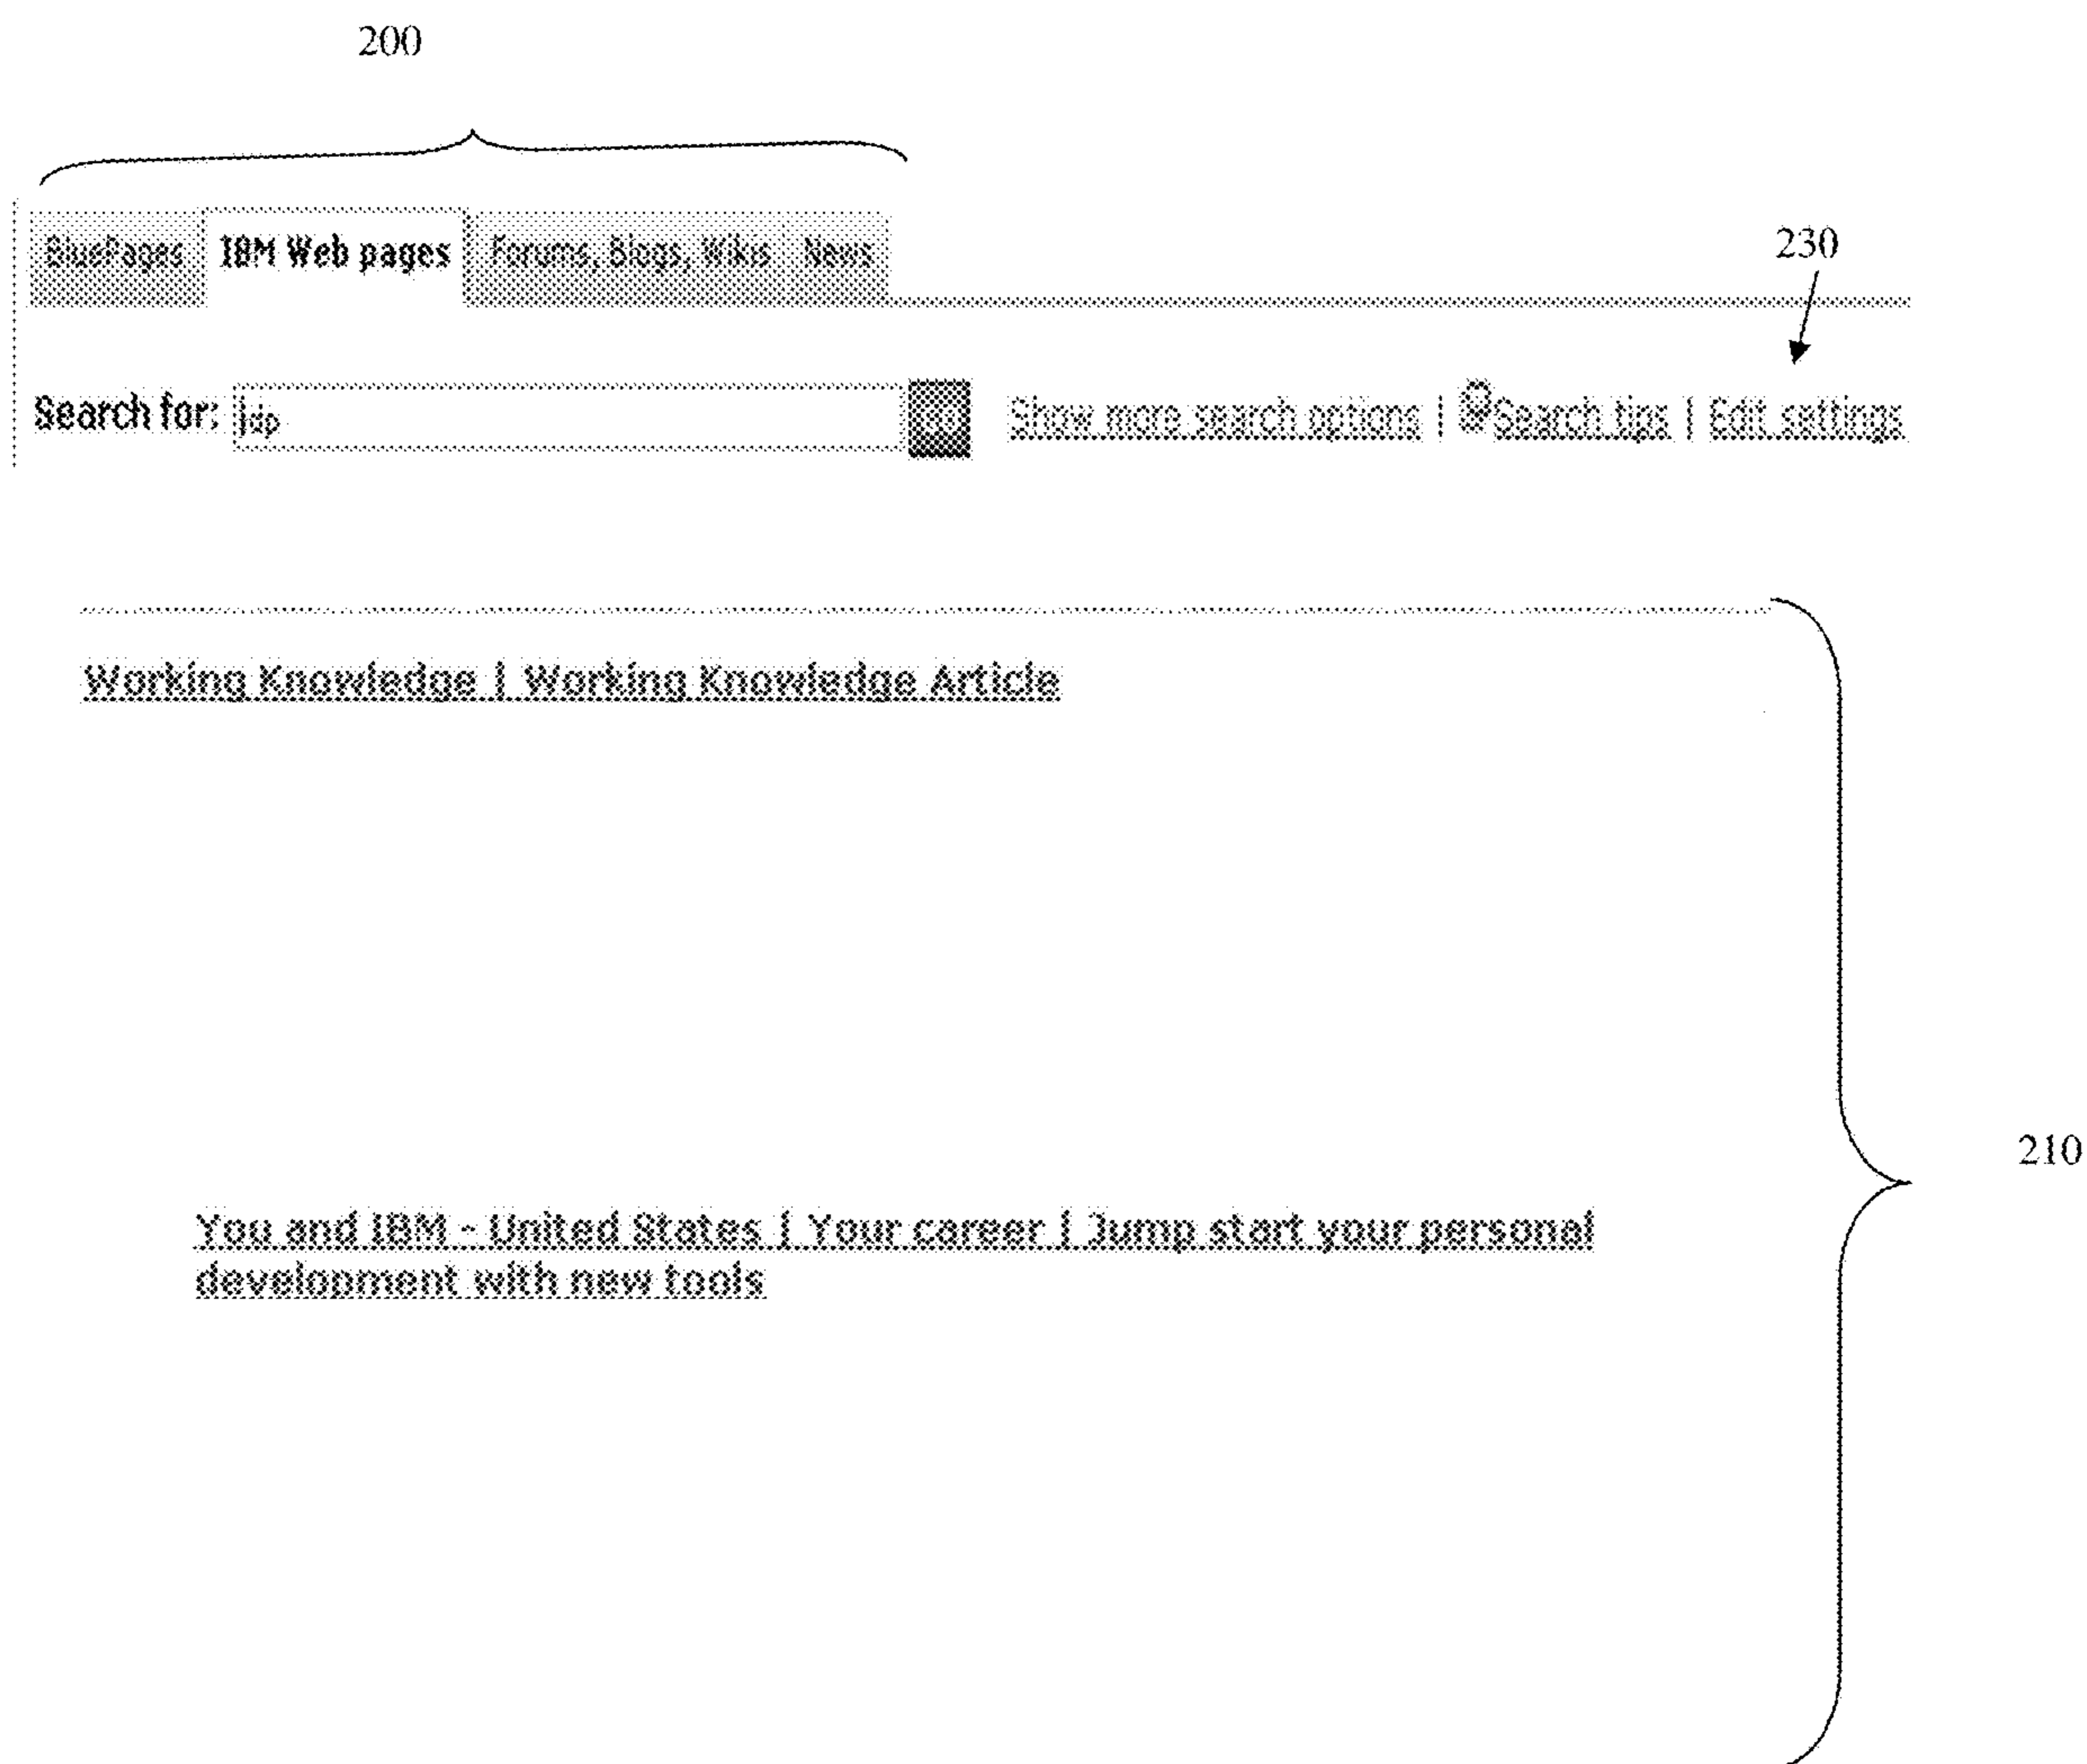 200
BluePages IBM Web pages Forums, Blogs, Wikis News
230
Search for: Show more search options | Search tips | Edit settings
Working Knowledge | Working Knowledge Article
210
You and IBM - United States | Your career | Jump start your personal
development with new tools